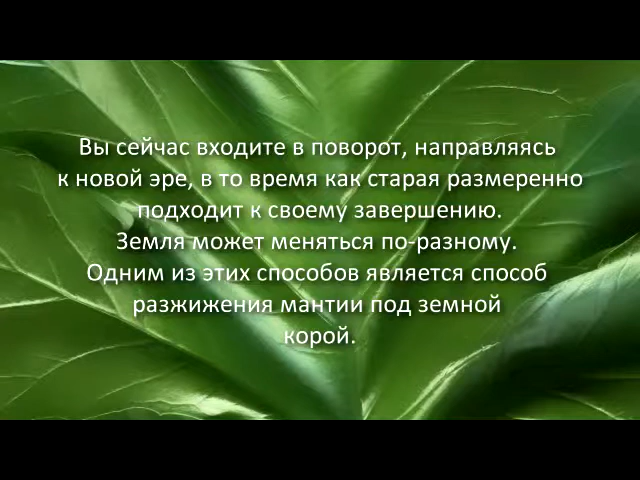 Вы сейчас входите в поворот, направляясь
к новой эре, в то время как старая размеренно
подходит к своему завершению.
Земля может меняться по-разному.
Одним из этих способов является способ
разжижения мантии под земной
корой.